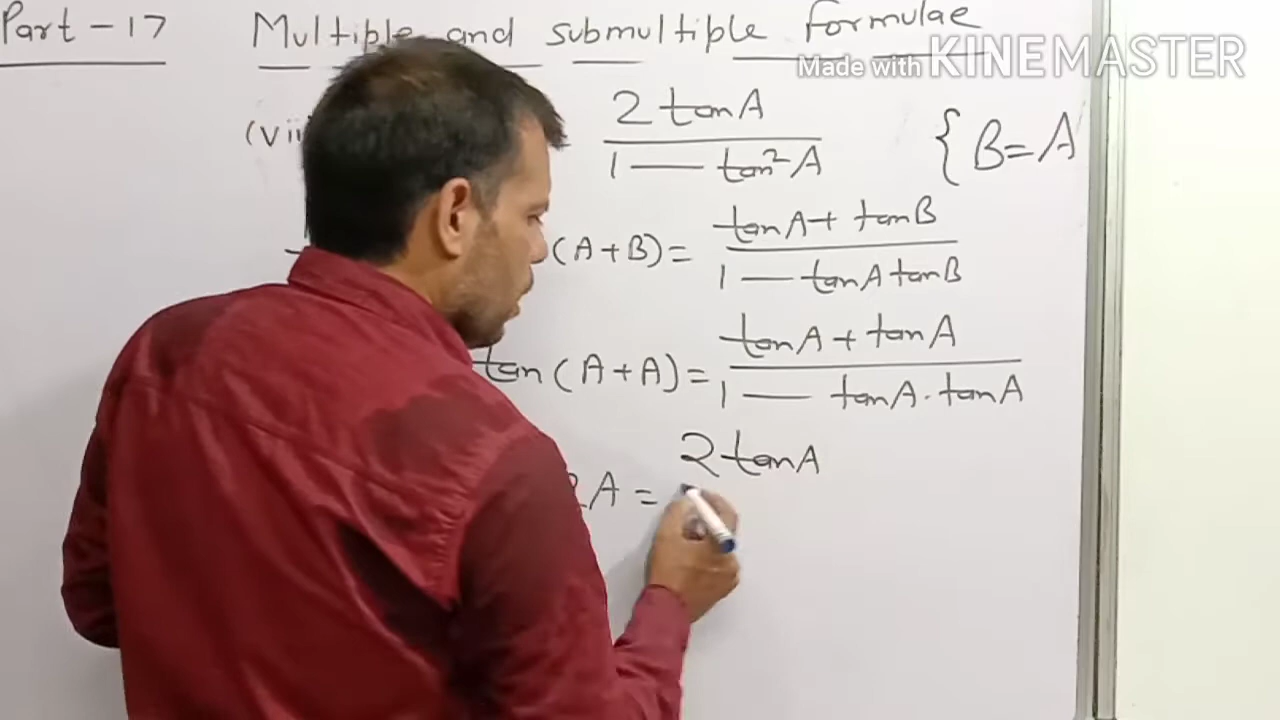 Part - 17 Multiple and submultiple formulae
Made with KINEMASTER
(vii 2 tanA
1 — tan²A
{ B=A
(A+B)= tanA + tanB
1 — tanA tanB
tan(A+A)= tanA + tanA
1 — tanA.tanA
2 tanA
2A =